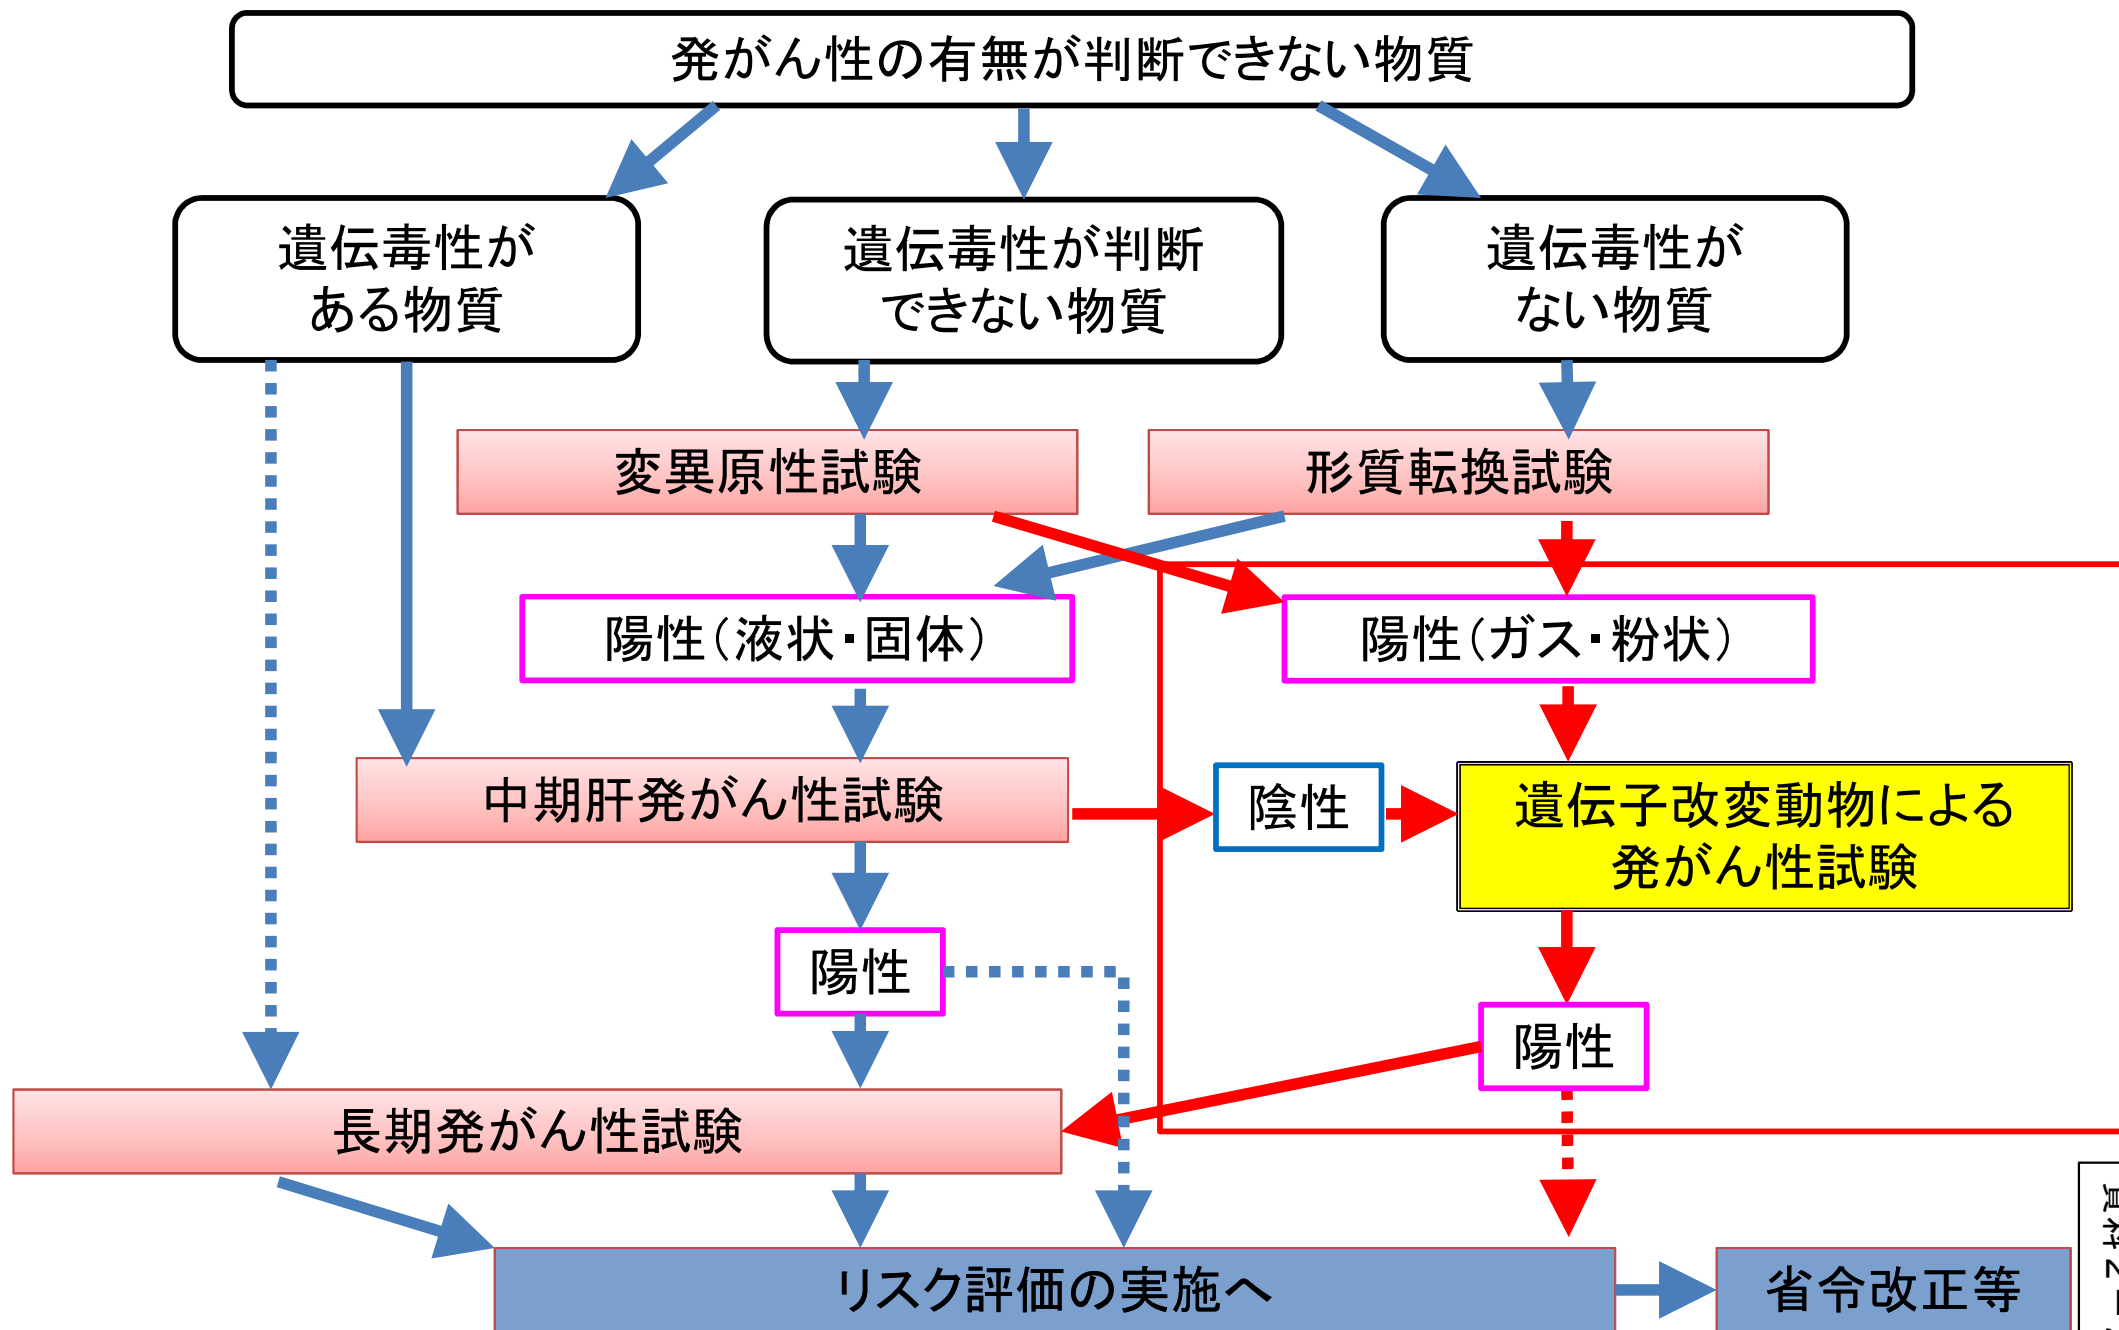 発がん性の有無が判断できない物質
遺伝毒性が
ある物質
遺伝毒性が判断
できない物質
遺伝毒性が
ない物質
変異原性試験
形質転換試験
陽性(液状・固体)
陽性(ガス・粉状)
中期肝発がん性試験
陰性
遺伝子改変動物による
発がん性試験
陽性
陽性
長期発がん性試験
リスク評価の実施へ
省令改正等